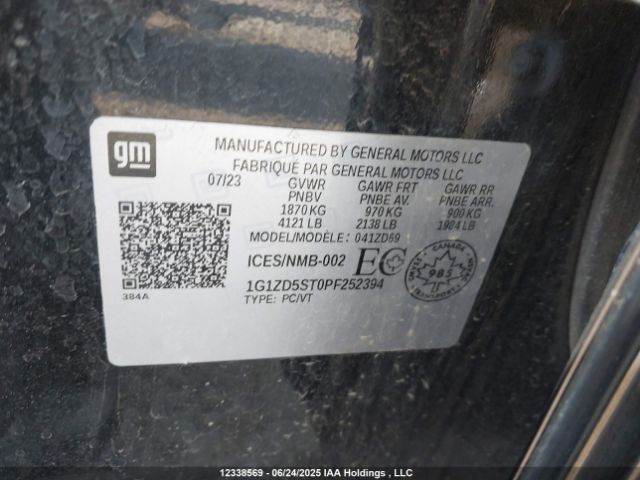 gm
MANUFACTURED BY GENERAL MOTORS LLC
FABRIQUÉ PAR GENERAL MOTORS LLC
07/23 GVWR GAWR FRT GAWR RR
PNBV PNBE AV. PNBE ARR.
1870 KG 970 KG 900 KG
4121 LB 2138 LB 1984 LB
MODEL/MODÈLE: 041ZD69
ICES/NMB-002 EC
CANADA
985
1G1ZD5ST0PF252394
384A
TYPE: PC/VT
12338569 - 06/24/2025 IAA Holdings , LLC